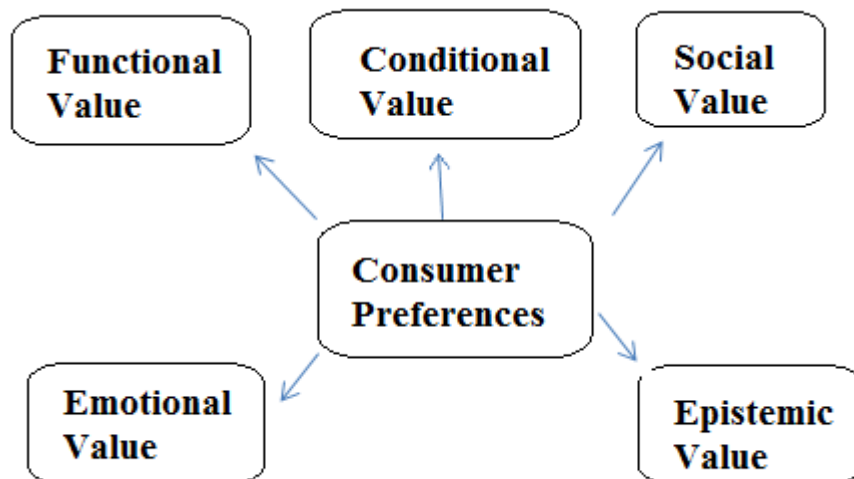 Functional
Value
Conditional
Value
Social
Value
Consumer
Preferences
Emotional
Value
Epistemic
Value